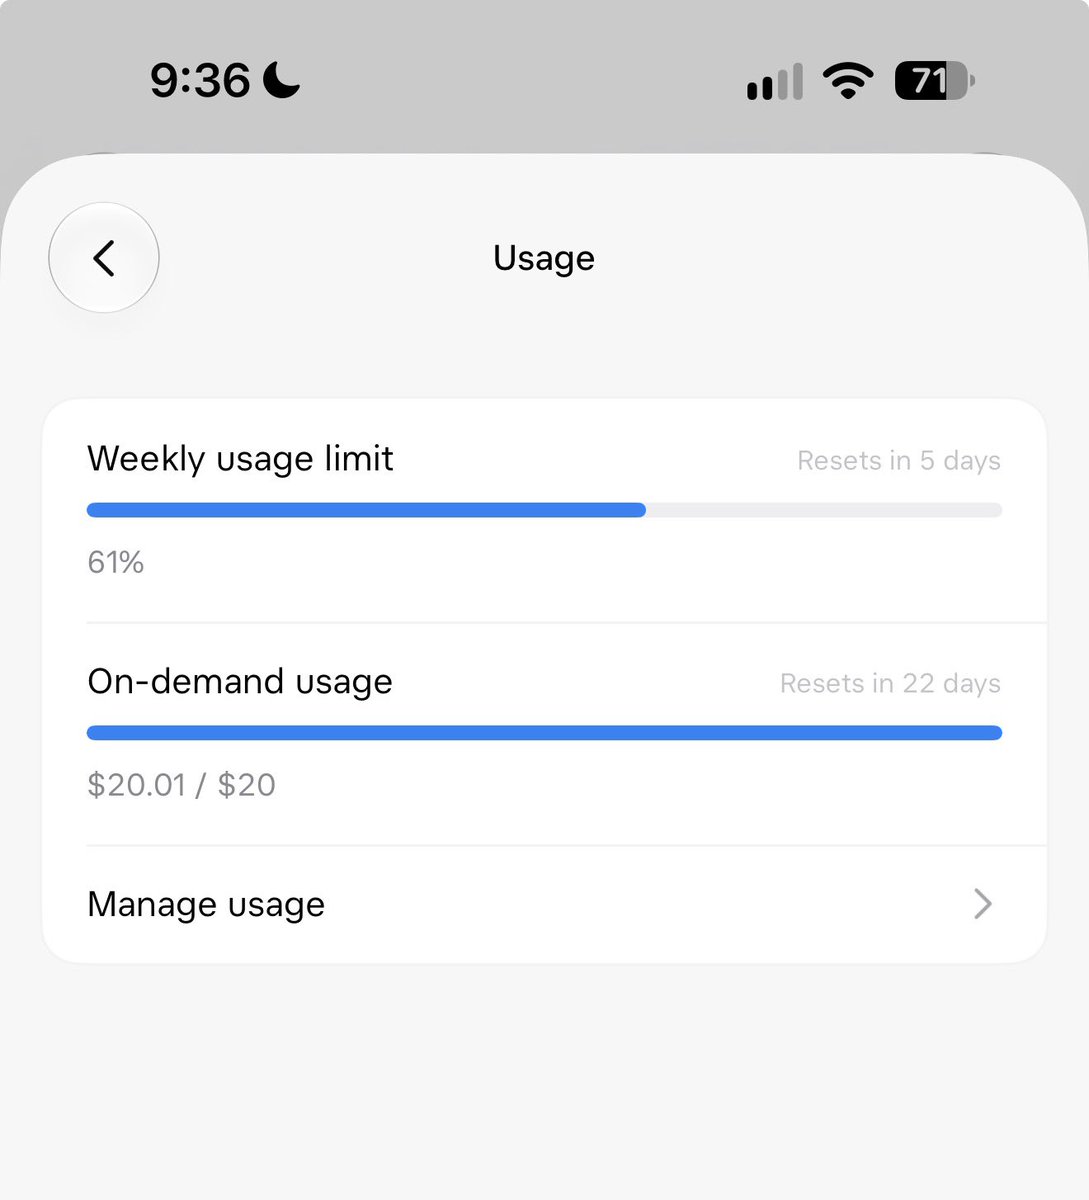 9:36
71
Usage
Weekly usage limit
Resets in 5 days
61%
On-demand usage
Resets in 22 days
$20.01 / $20
Manage usage